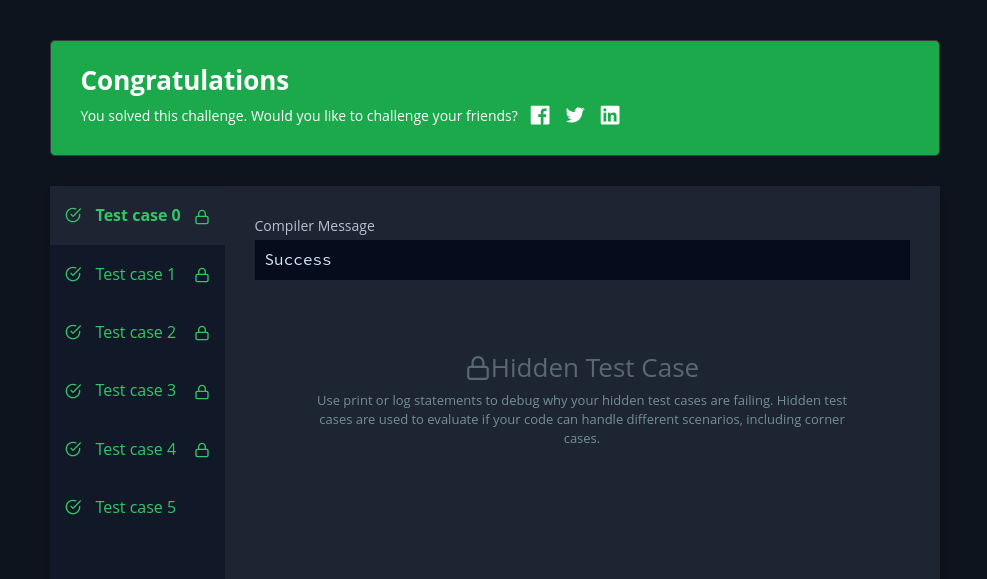 Congratulations
You solved this challenge. Would you like to challenge your friends?
Test case 0
Test case 1
Test case 2
Test case 3
Test case 4
Test case 5
Compiler Message
Success
Hidden Test Case
Use print or log statements to debug why your hidden test cases are failing. Hidden test
cases are used to evaluate if your code can handle different scenarios, including corner
cases.